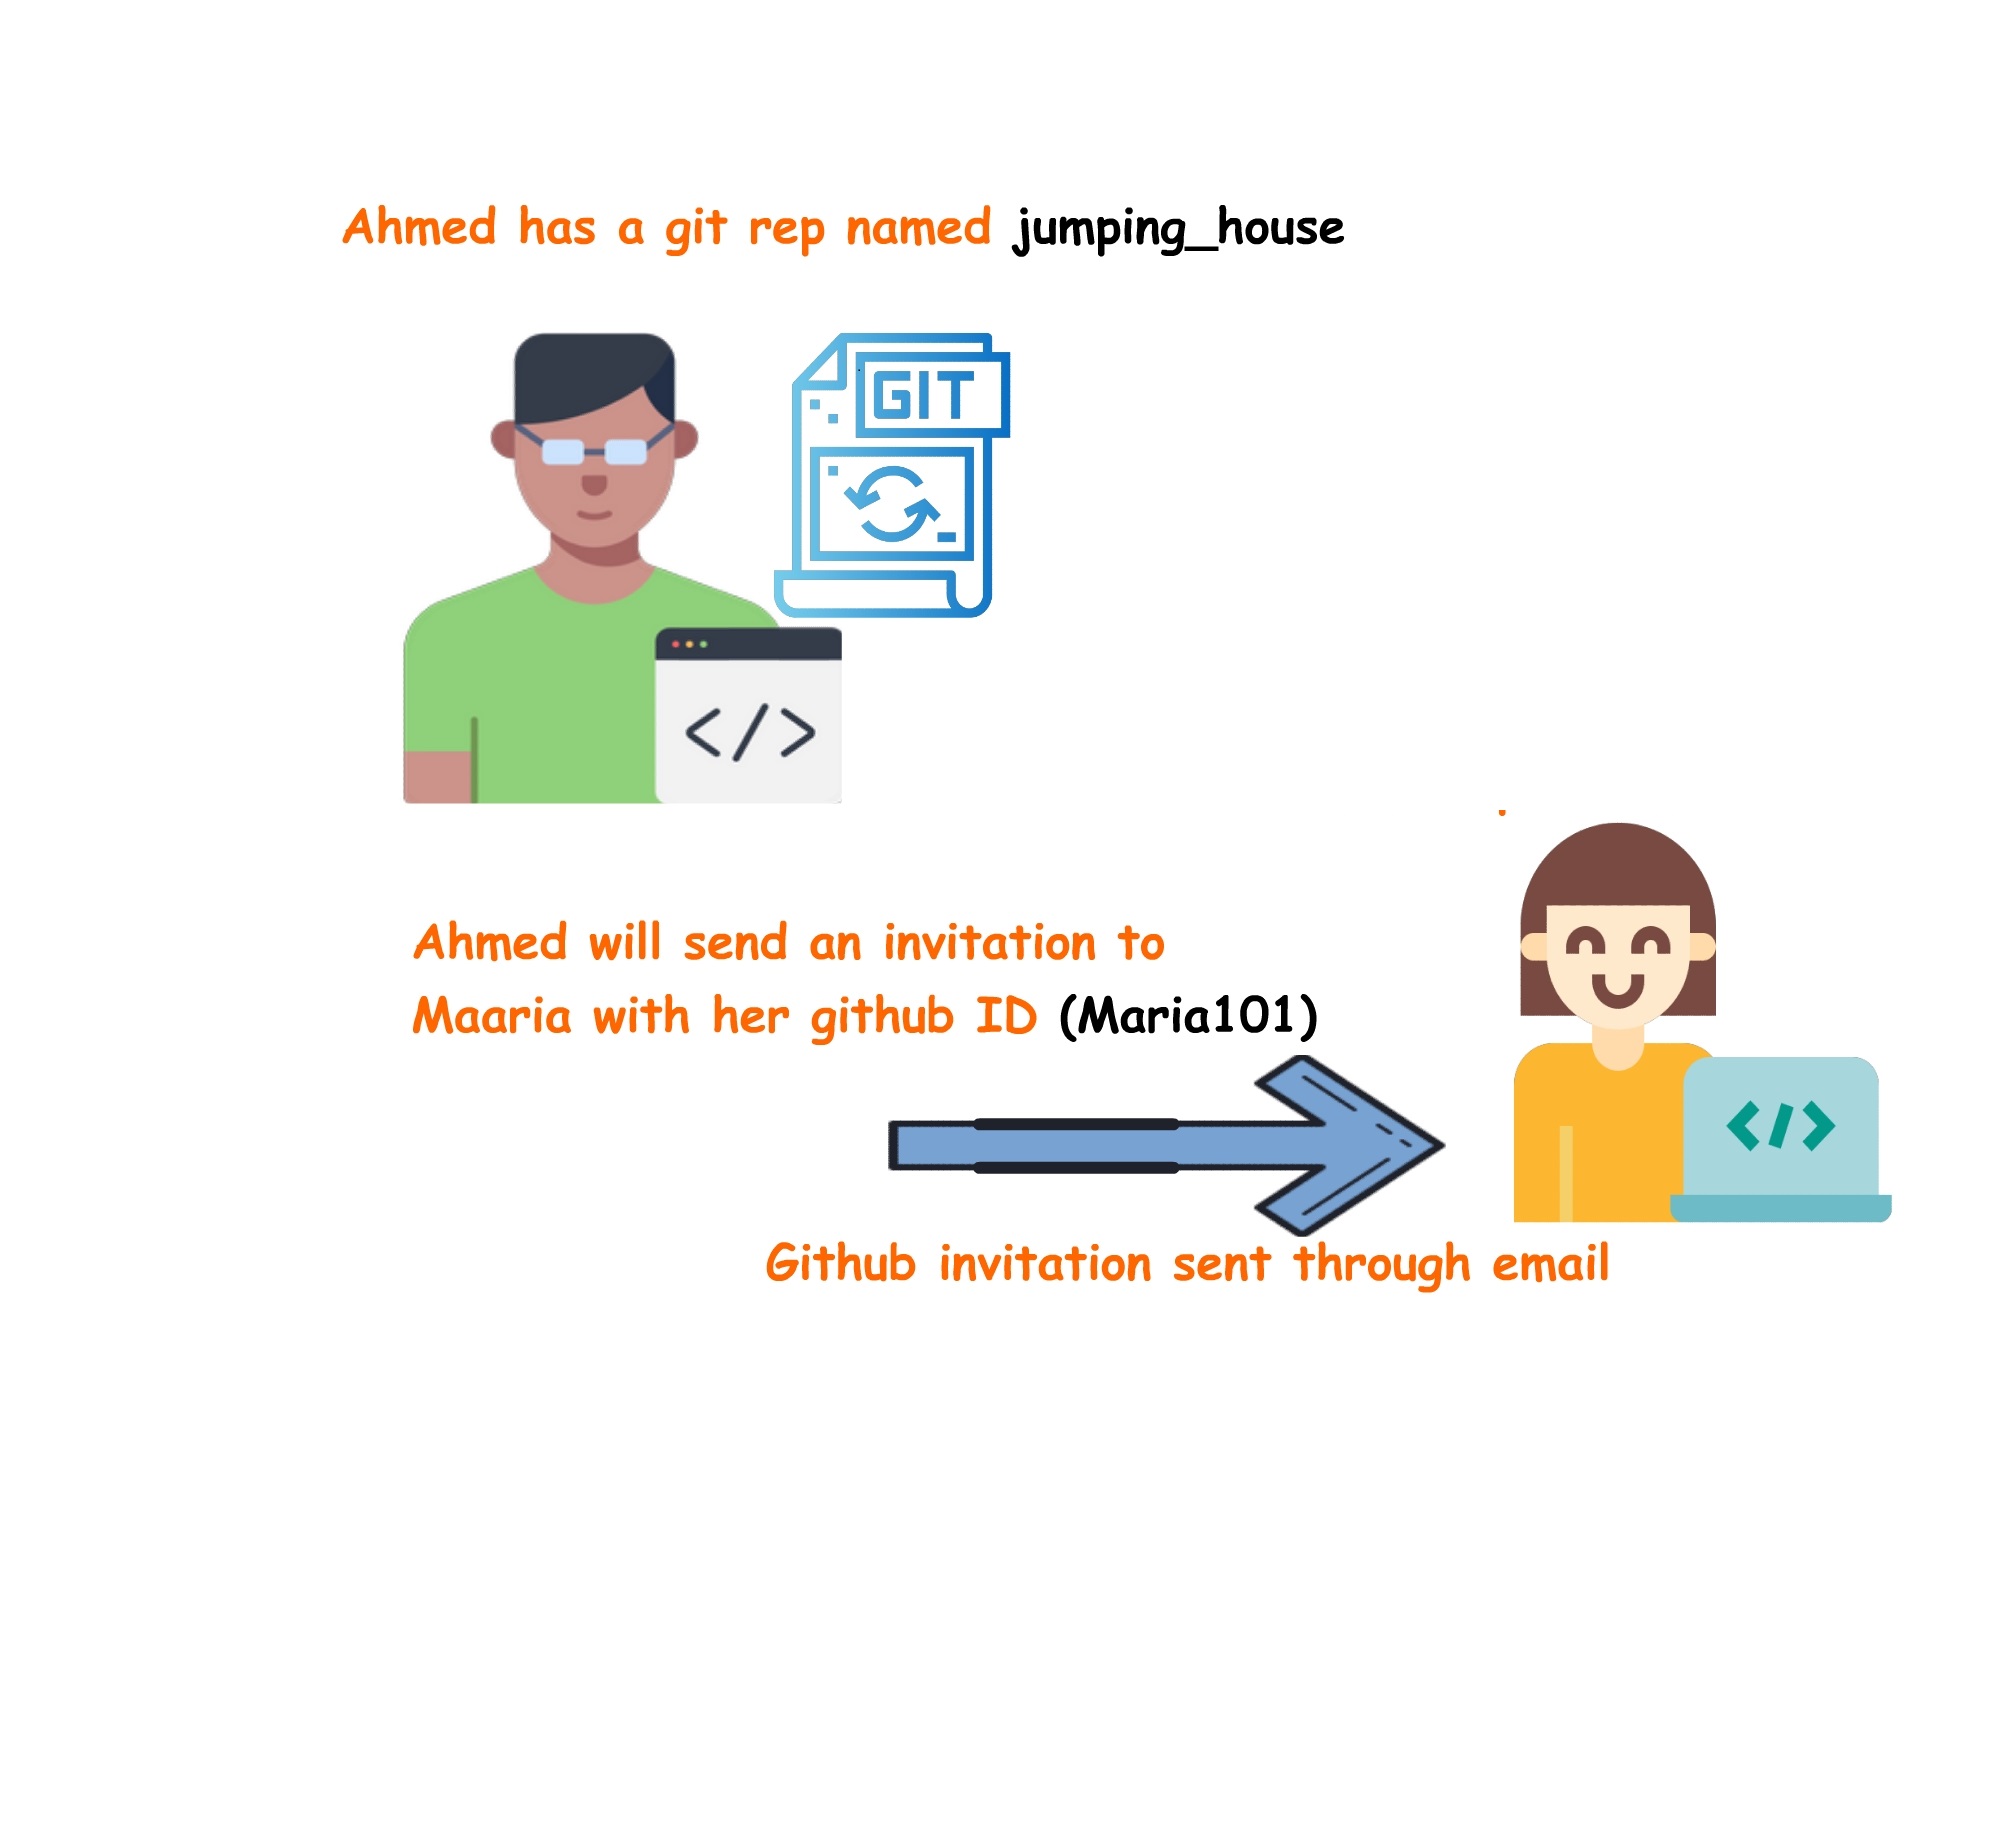 Ahmed has a git rep named jumping_house
GIT
</>
Ahmed will send an invitation to
Maaria with her github ID (Maria101)
</>
Github invitation sent through email